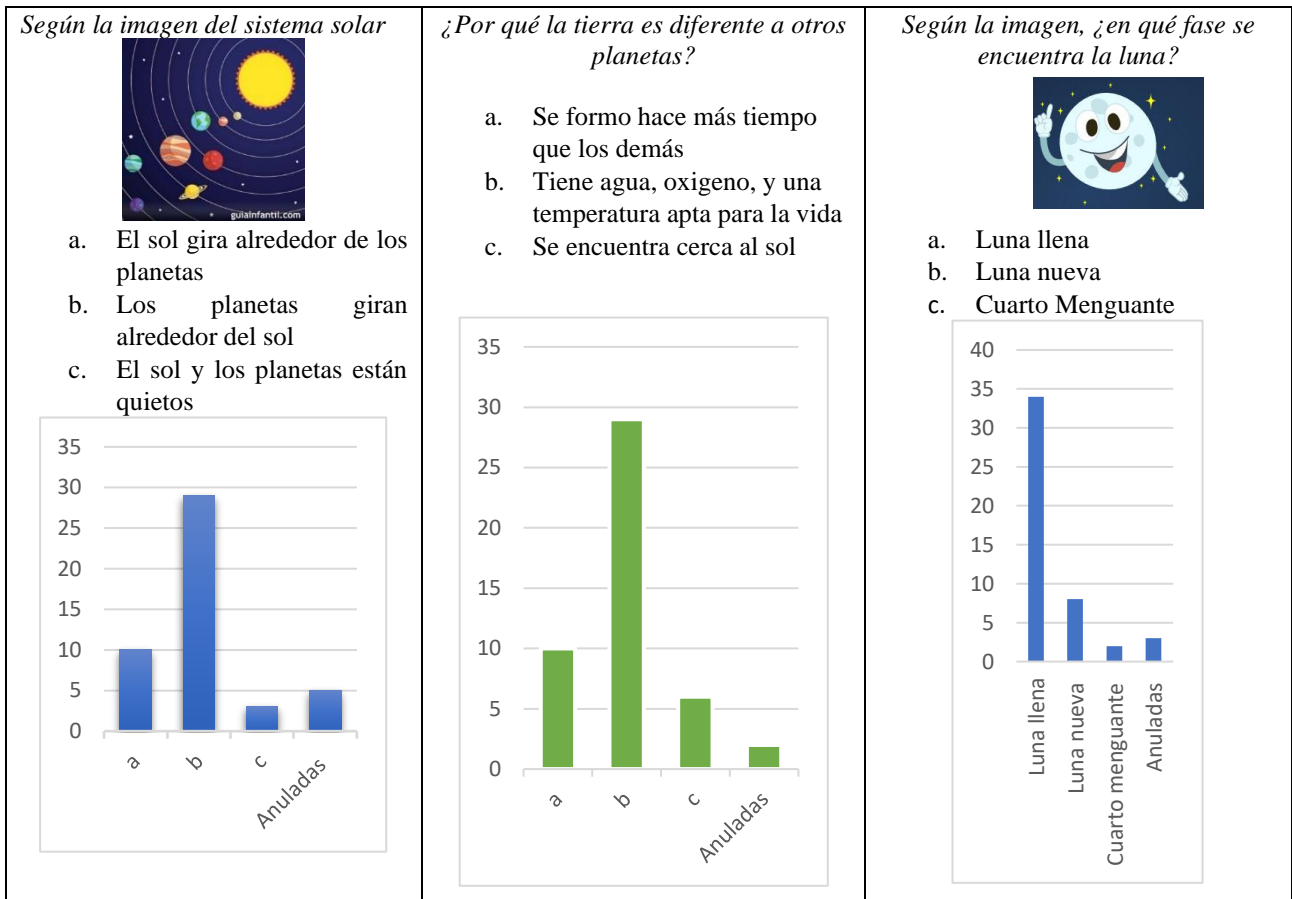 Según la imagen del sistema solar
guiainfantil.com
a. El sol gira alrededor de los
planetas
b. Los planetas giran
alrededor del sol
c. El sol y los planetas están
quietos
35
30
25
20
15
10
5
0
a
b
c
Anuladas
¿Por qué la tierra es diferente a otros
planetas?
a. Se formo hace más tiempo
que los demás
b. Tiene agua, oxigeno, y una
temperatura apta para la vida
c. Se encuentra cerca al sol
35
30
25
20
15
10
5
0
a
b
c
Anuladas
Según la imagen, ¿en qué fase se
encuentra la luna?
a. Luna llena
b. Luna nueva
c. Cuarto Menguante
40
35
30
25
20
15
10
5
0
Luna llena
Luna nueva
Cuarto menguante
Anuladas